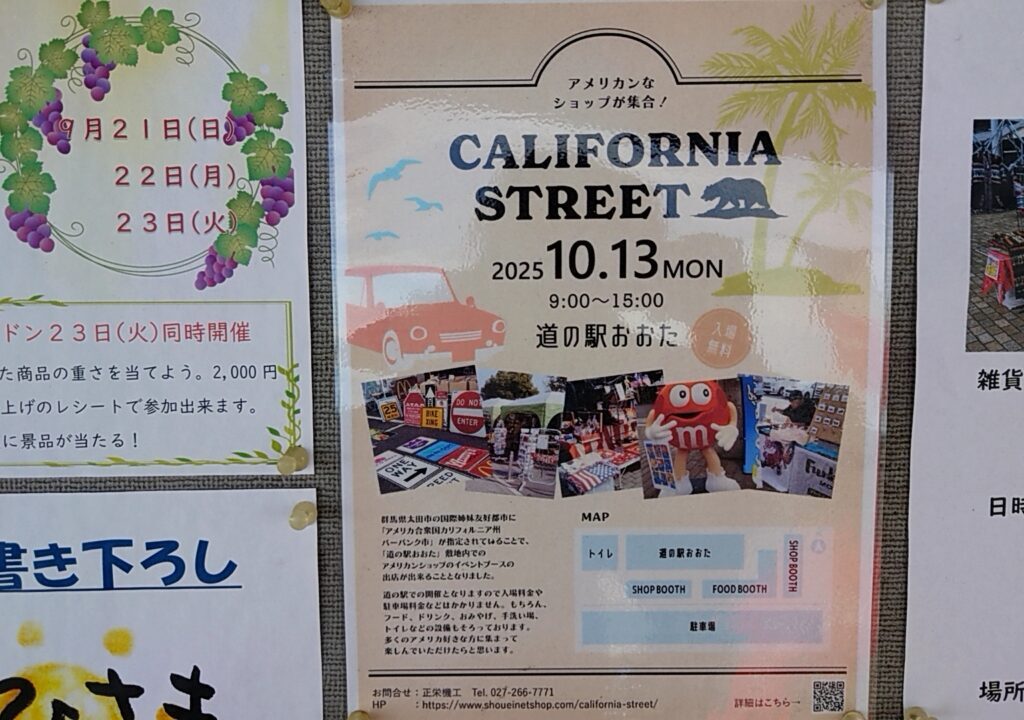 9月21日(日)
22日(月)
23日(火)
ドン23日(火)同時開催
た商品の重さを当てよう。2,000円
上げのレシートで参加出来ます。
に景品が当たる!
書き下ろし
アメリカンな
ショップが集合!
CALIFORNIA
STREET
2025 10.13 MON
9:00〜15:00
道の駅おおた
入場
無料
25
BIKE
XING
DO NOT
ENTER
ONE WAY
SPEED
m
群馬県太田市の国際姉妹友好都市に
「アメリカ合衆国カリフォルニア州
バーバンク市」が指定されていることで、
「道の駅おおた」敷地内での
アメリカンショップのイベントブースの
出店が出来ることとなりました。
道の駅での開催となりますので入場料金や
駐車場料金などはかかりません。もちろん、
フード、ドリンク、おみやげ、手洗い場、
トイレなどの設備もそろっております。
多くのアメリカ好きな方に集まって
楽しんでいただけたらと思います。
MAP
トイレ
道の駅おおた
SHOP BOOTH
SHOP BOOTH
FOOD BOOTH
駐車場
お問合せ:正栄機工 Tel. 027-266-7771
HP :https://www.shoueinetshop.com/california-street/
詳細はこちら→
雑貨
日時
場所